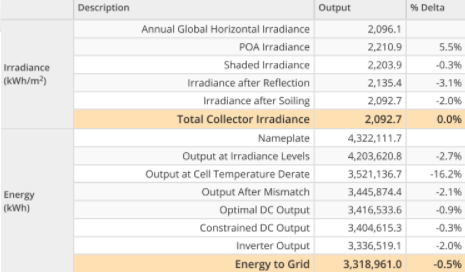 Description Output % Delta
Irradiance (kWh/m²)
Annual Global Horizontal Irradiance 2,096.1
POA Irradiance 2,210.9 5.5%
Shaded Irradiance 2,203.9 -0.3%
Irradiance after Reflection 2,135.4 -3.1%
Irradiance after Soiling 2,092.7 -2.0%
Total Collector Irradiance 2,092.7 0.0%
Energy (kWh)
Nameplate 4,322,111.7
Output at Irradiance Levels 4,203,620.8 -2.7%
Output at Cell Temperature Derate 3,521,136.7 -16.2%
Output After Mismatch 3,445,874.4 -2.1%
Optimal DC Output 3,416,533.6 -0.9%
Constrained DC Output 3,404,615.3 -0.3%
Inverter Output 3,336,519.1 -2.0%
Energy to Grid 3,318,961.0 -0.5%